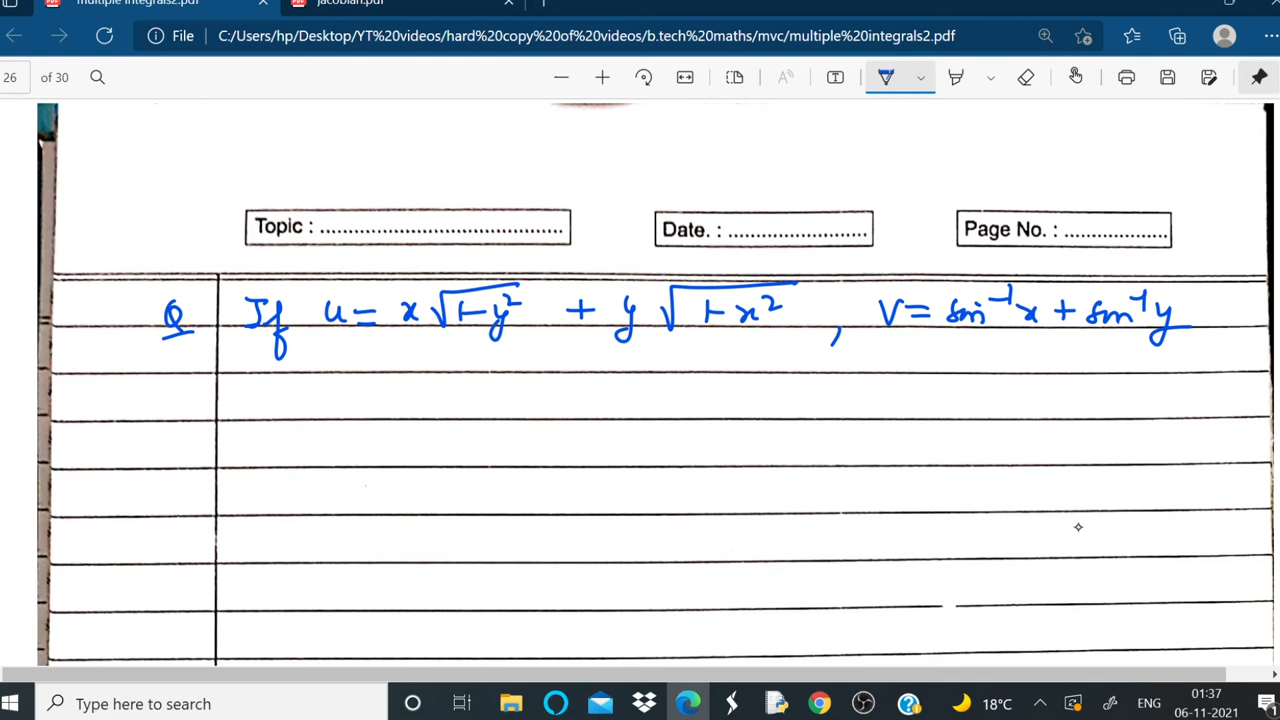 multiple integrals2.pdf
jacobian.pdf
File C:/Users/hp/Desktop/YT%20videos/hard%20copy%20of%20videos/b.tech%20maths/mvc/multiple%20integrals2.pdf
26 of 30
Topic : ............................................ Date. : ......................... Page No. : ...................
Q If u = x√(1-y²) + y√(1-x²) , V = sin⁻¹x + sin⁻¹y
Type here to search
18°C ENG 01:37
06-11-2021